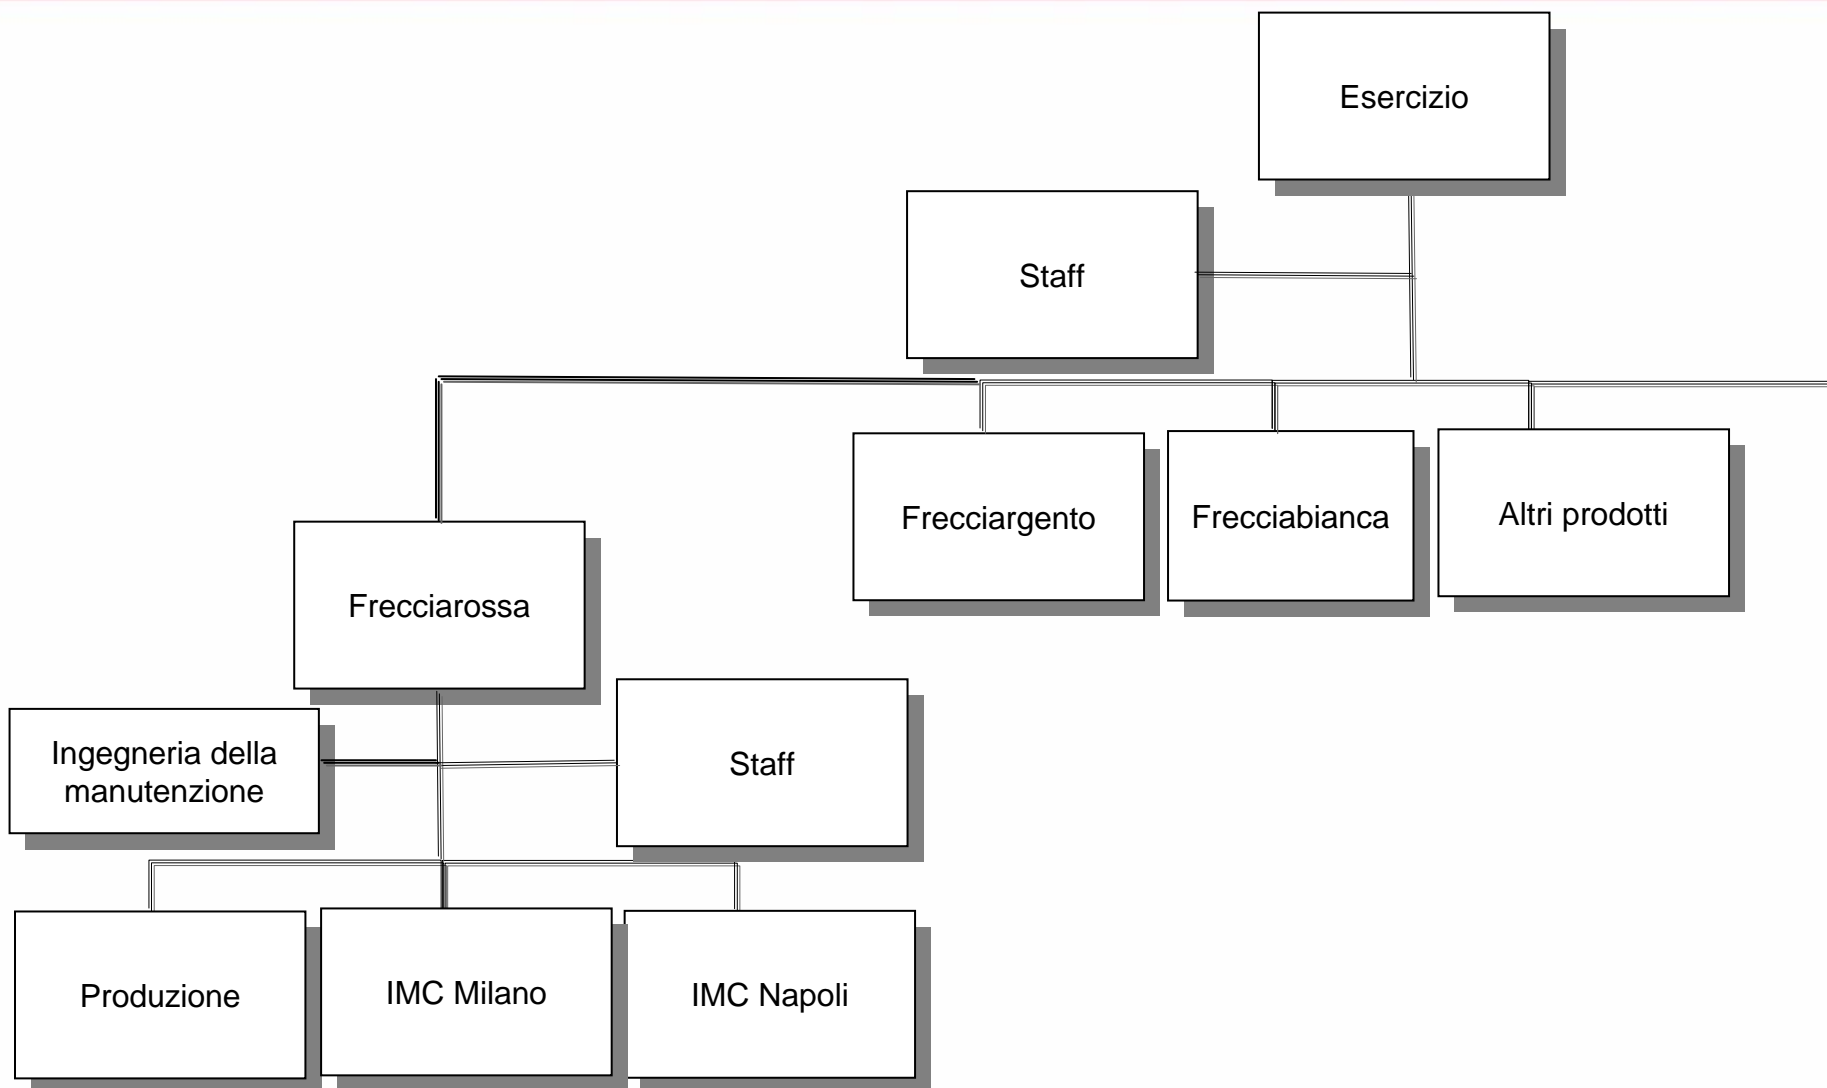 Esercizio
Staff
Frecciargento
Frecciabianca
Altri prodotti
Frecciarossa
Ingegneria della
manutenzione
Staff
Produzione
IMC Milano
IMC Napoli